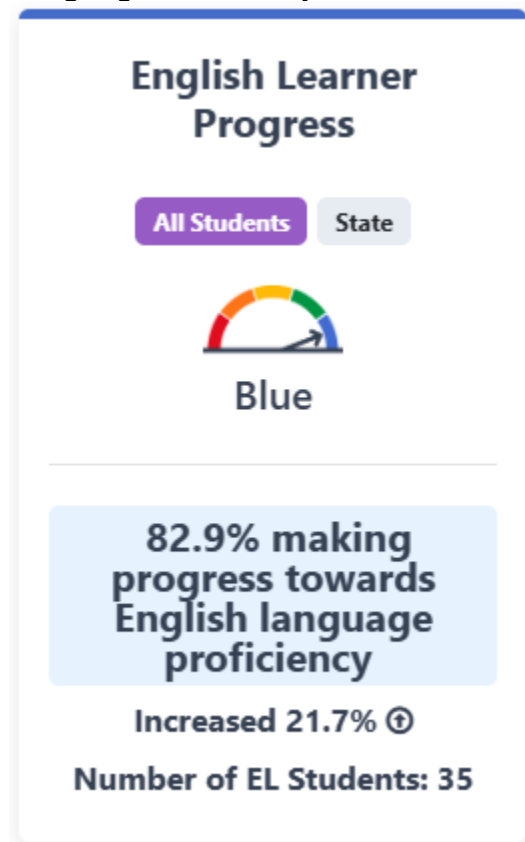 English Learner
Progress
All Students State
Blue
82.9% making
progress towards
English language
proficiency
Increased 21.7%
Number of EL Students: 35